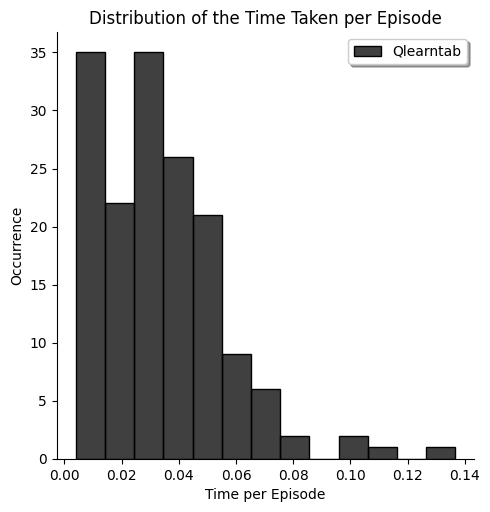 Distribution of the Time Taken per Episode
Qlearntab
35
30
25
20
15
10
5
0
Occurrence
0.00 0.02 0.04 0.06 0.08 0.10 0.12 0.14
Time per Episode